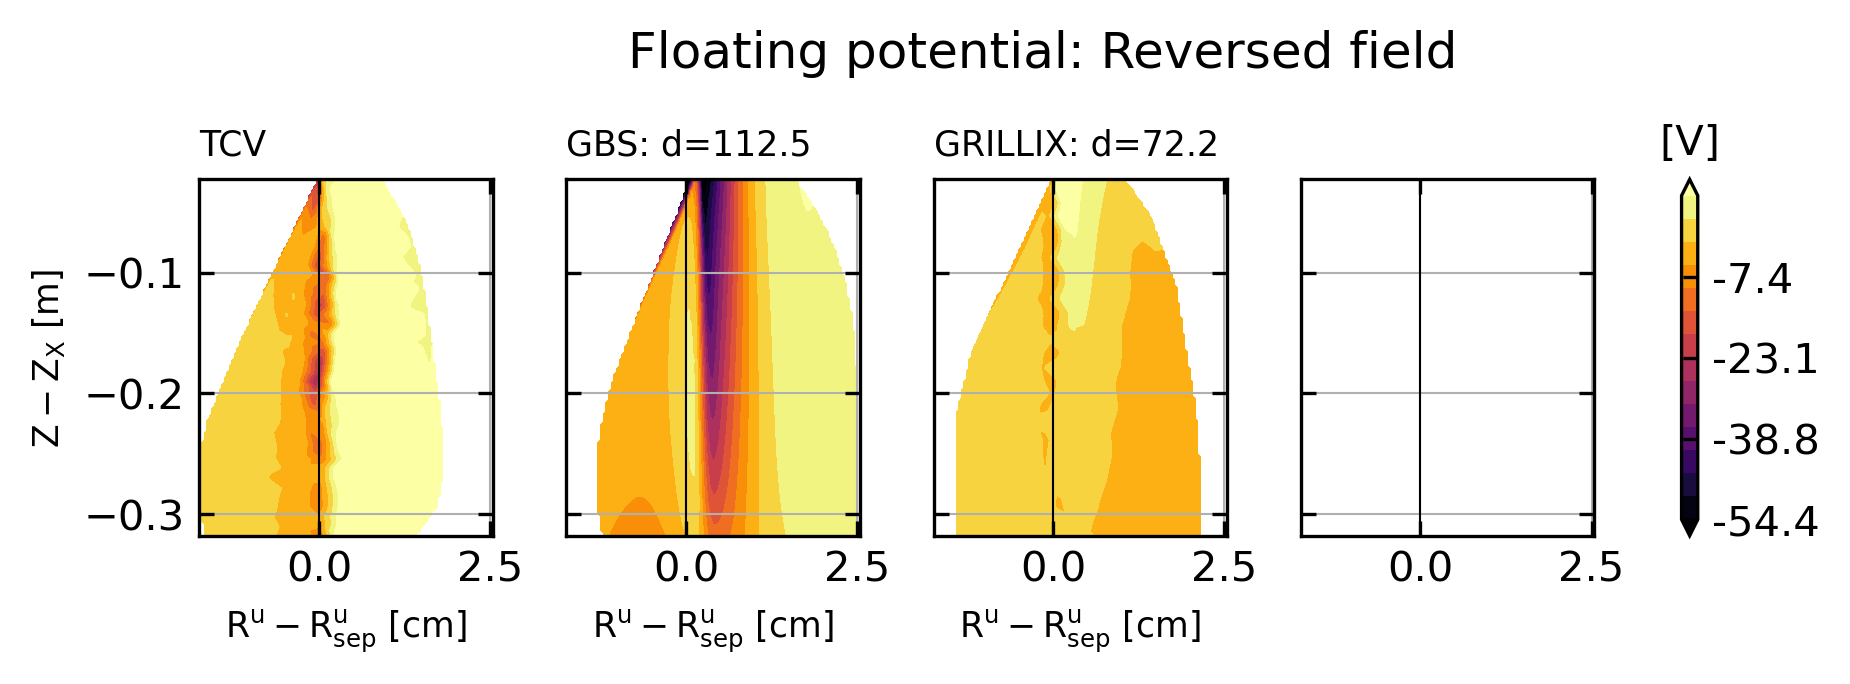 Floating potential: Reversed field
TCV
GBS: d=112.5
GRILLIX: d=72.2
[V]
Z − Z_X [m]
−0.1
−0.2
−0.3
0.0 2.5
0.0 2.5
0.0 2.5
0.0 2.5
R^u − R^u_sep [cm]
R^u − R^u_sep [cm]
R^u − R^u_sep [cm]
-7.4
-23.1
-38.8
-54.4